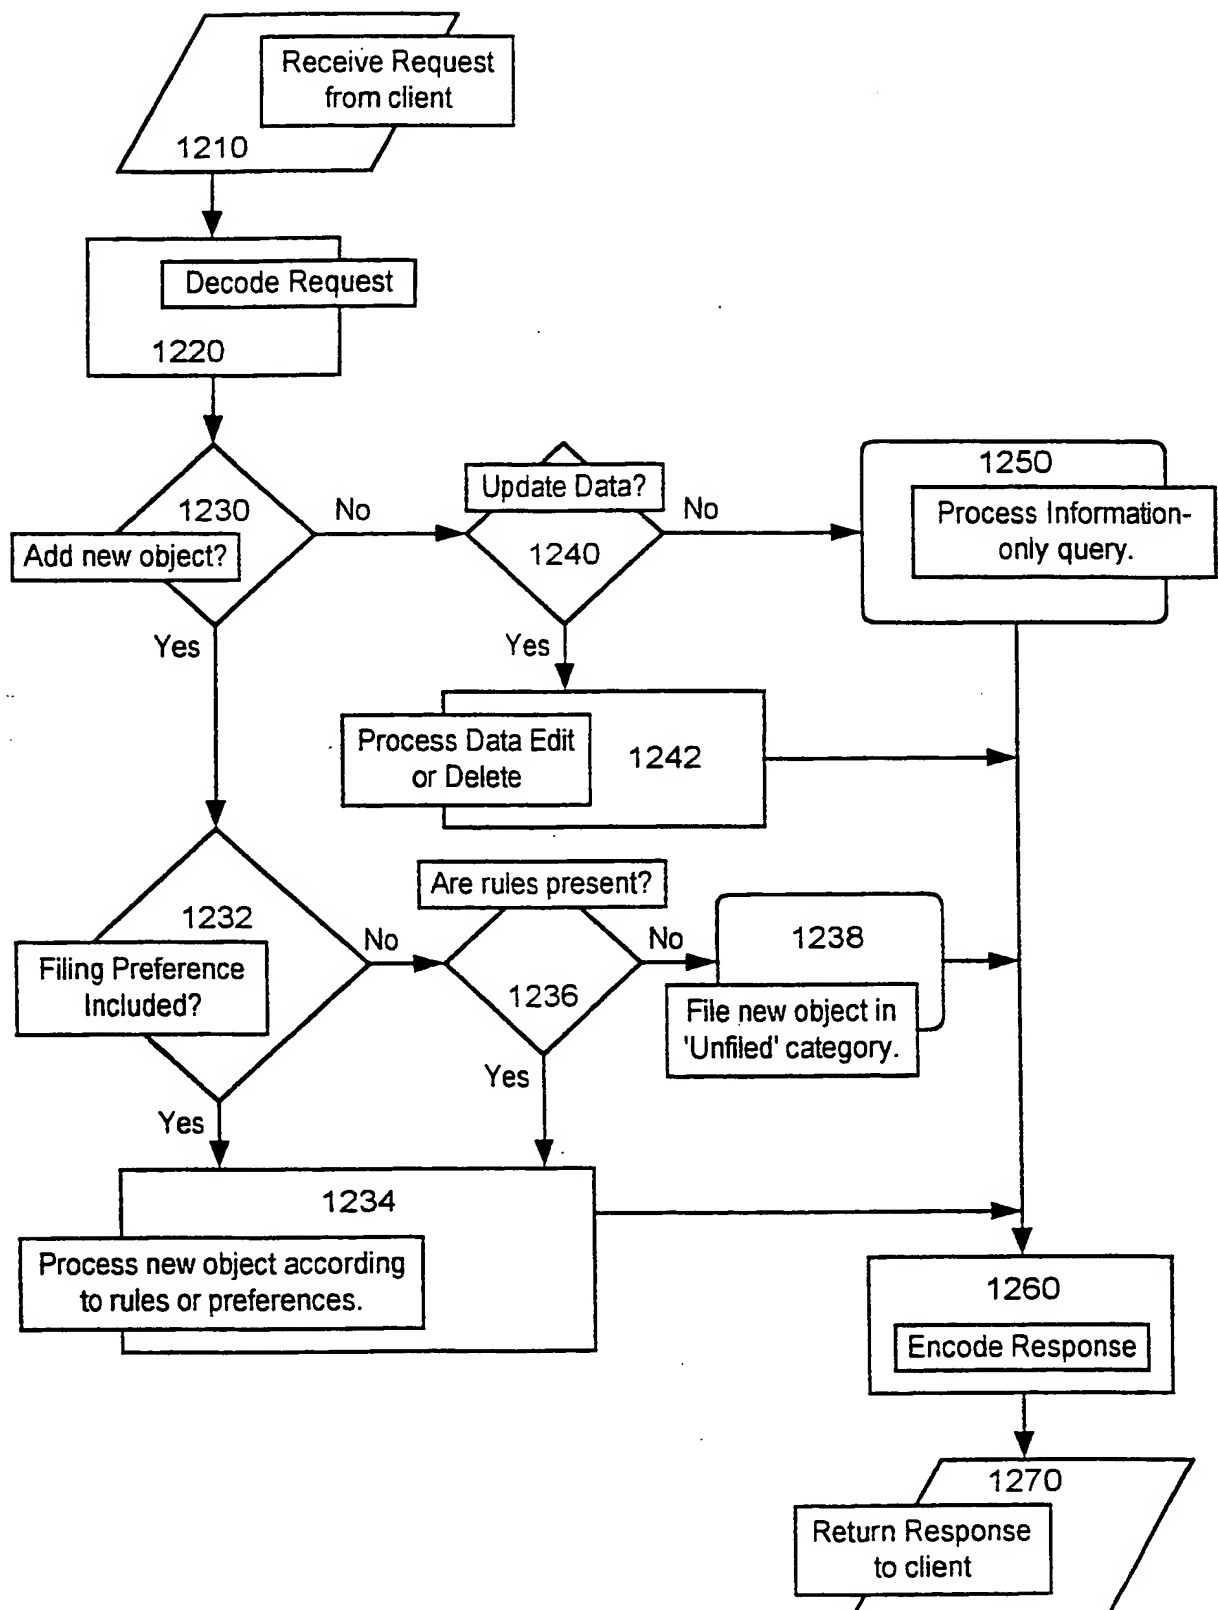 Receive Request
from client
1210
Decode Request
1220
1230
Add new object?
No
Update Data?
1240
No
1250
Process Information-
only query.
Yes
Yes
Process Data Edit
or Delete
1242
1232
Filing Preference
Included?
No
Are rules present?
1236
No
1238
File new object in
'Unfiled' category.
Yes
Yes
1234
Process new object according
to rules or preferences.
1260
Encode Response
1270
Return Response
to client